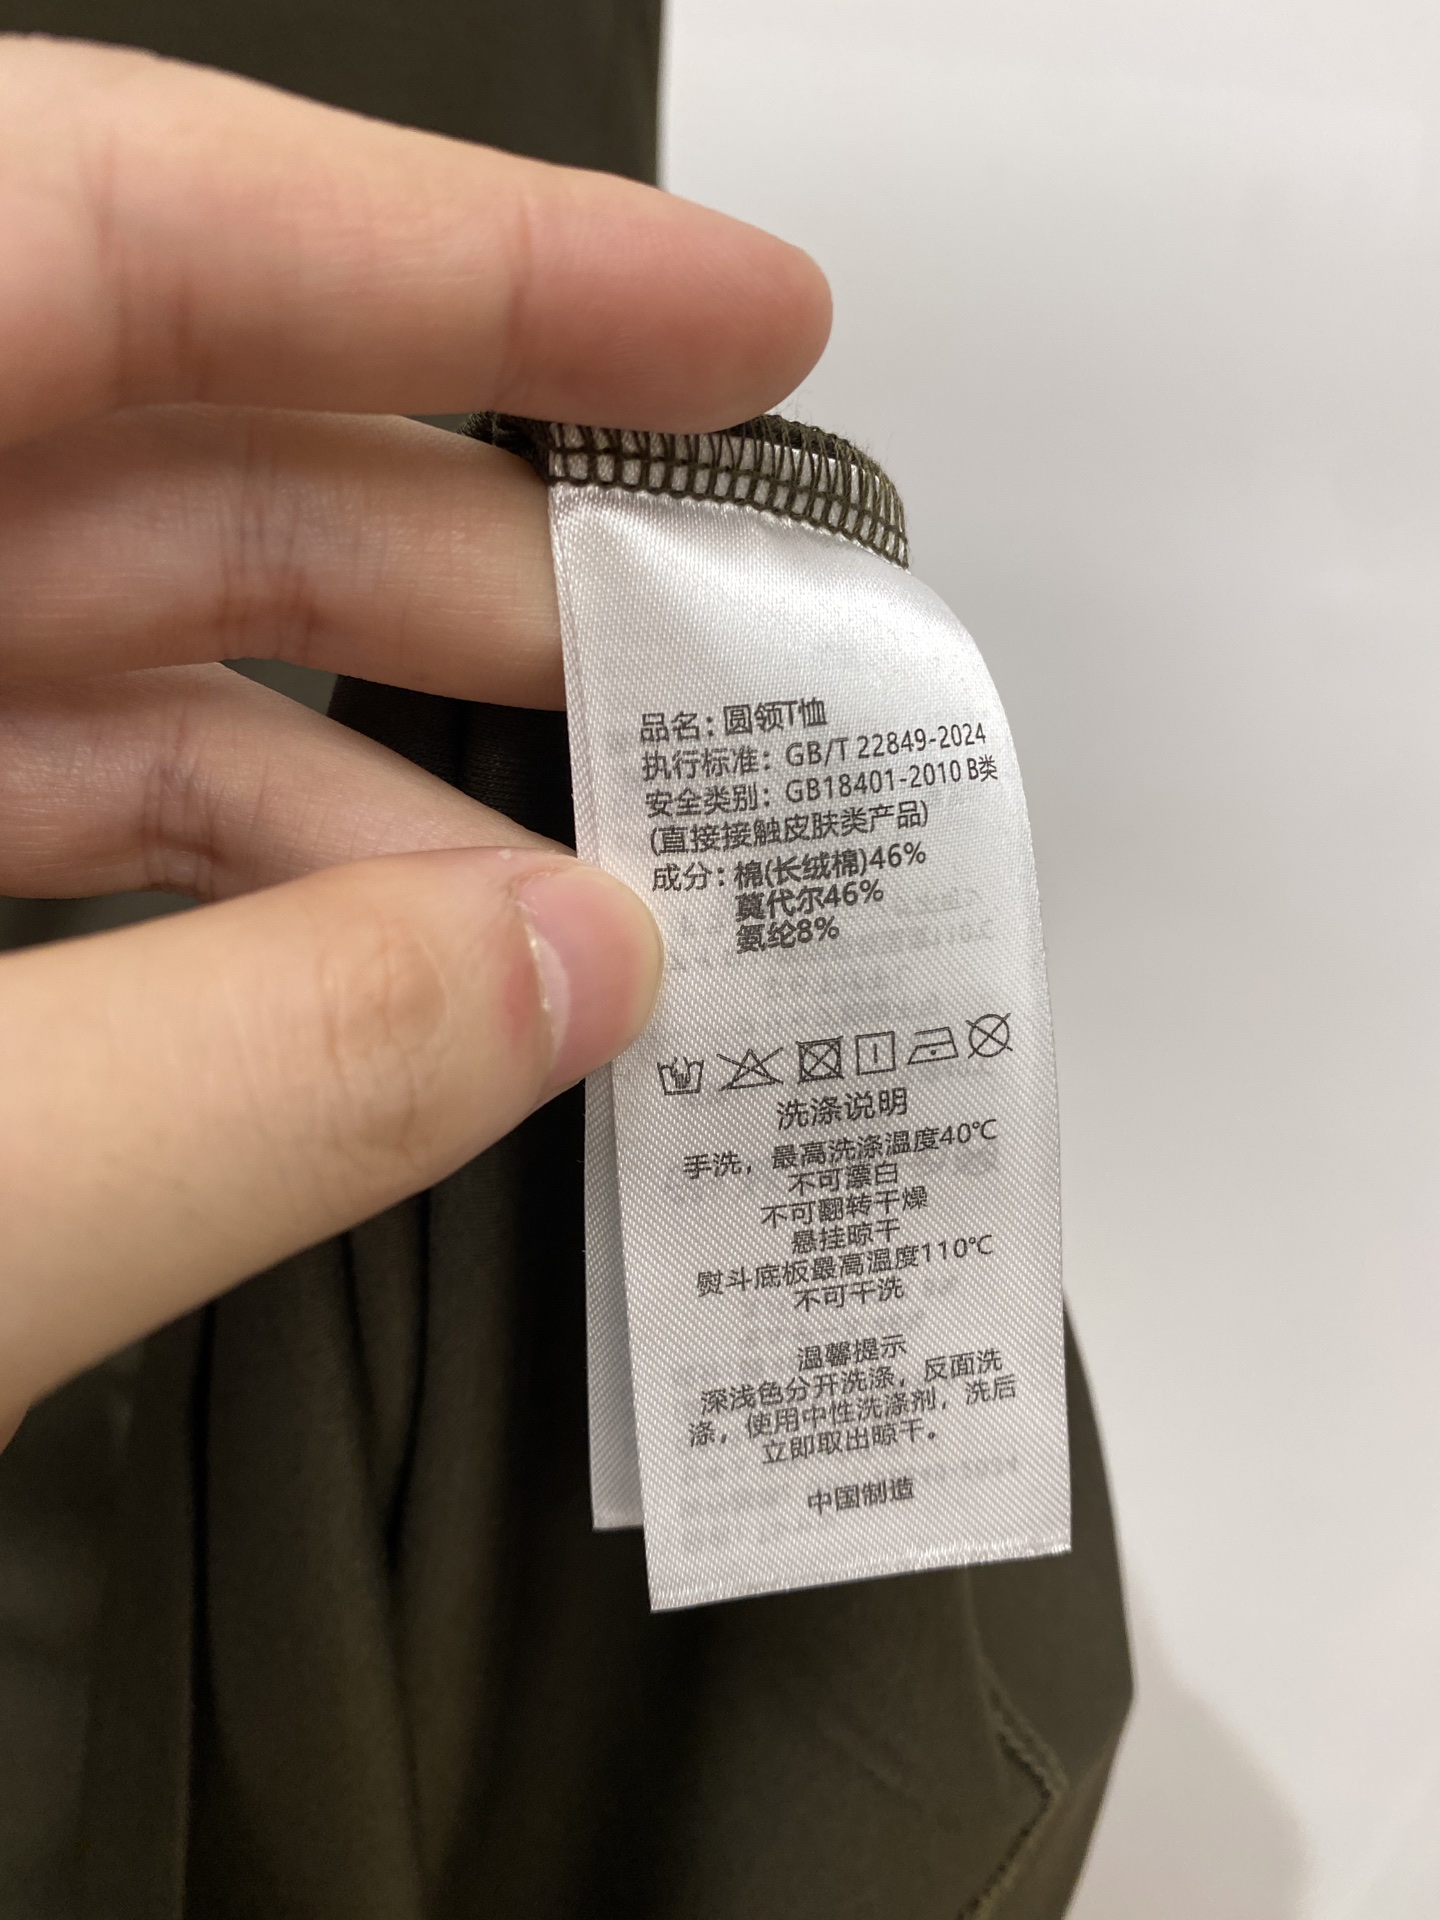 品名：圆领T恤
执行标准：GB/T 22849-2024
安全类别：GB18401-2010 B类
(直接接触皮肤类产品)
成分：棉(长绒棉)46%
莫代尔46%
氨纶8%
洗涤说明
手洗，最高洗涤温度40℃
不可漂白
不可翻转干燥
悬挂晾干
熨斗底板最高温度110℃
不可干洗
温馨提示
深浅色分开洗涤，反面洗
涤，使用中性洗涤剂，洗后
立即取出晾干。
中国制造